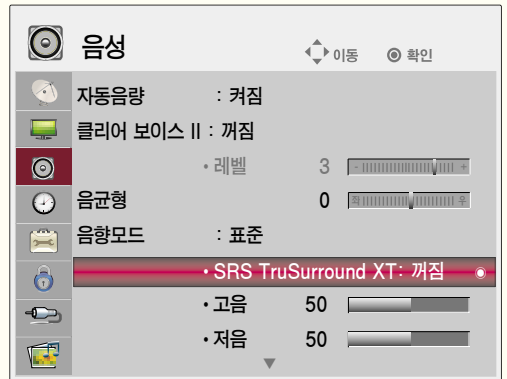 음성 이동 확인
자동음량 : 켜짐
클리어 보이스 II : 꺼짐
• 레벨 3 - +
음균형 0 좌 우
음향모드 : 표준
• SRS TruSurround XT: 꺼짐
• 고음 50
• 저음 50